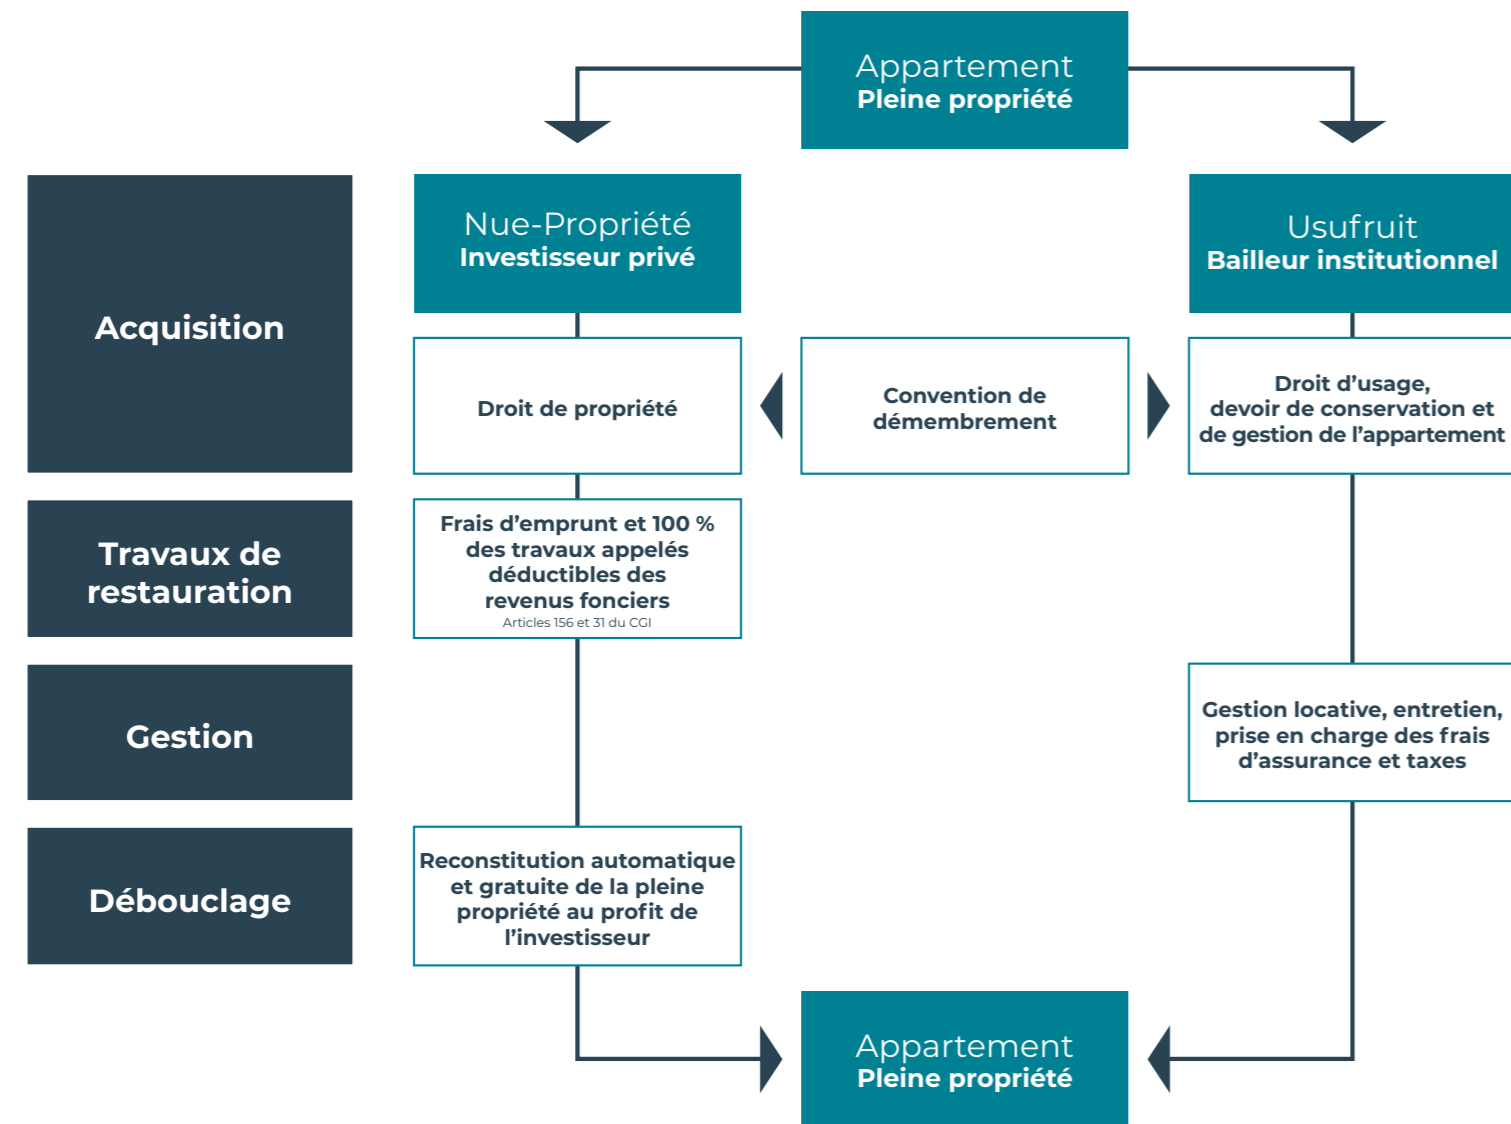 Appartement
Pleine propriété
Acquisition
Nue-Propriété
Investisseur privé
Usufruit
Bailleur institutionnel
Droit de propriété
Convention de
démembrement
Droit d’usage,
devoir de conservation et
de gestion de l’appartement
Travaux de
restauration
Frais d’emprunt et 100 %
des travaux appelés
déductibles des
revenus fonciers
Articles 156 et 31 du CGI
Gestion
Gestion locative, entretien,
prise en charge des frais
d’assurance et taxes
Débouclage
Reconstitution automatique
et gratuite de la pleine
propriété au profit de
l’investisseur
Appartement
Pleine propriété